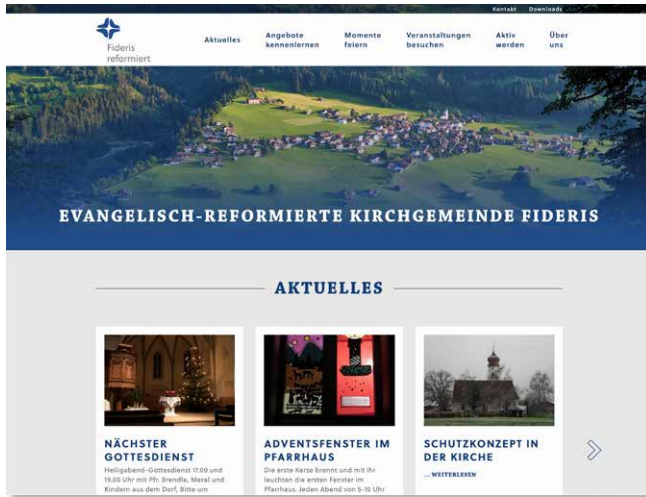 Kontakt Downloads
Fideris
reformiert
Aktuelles
Angebote
kennenlernen
Momente
feiern
Veranstaltungen
besuchen
Aktiv
werden
Über
uns
EVANGELISCH-REFORMIERTE KIRCHGEMEINDE FIDERIS
AKTUELLES
NÄCHSTER
GOTTESDIENST
Heiligabend-Gottesdienst 17.00 und
19.00 Uhr mit Pfr. Brendle, Meral und
Kindern aus dem Dorf, Bitte um
ADVENTSFENSTER IM
PFARRHAUS
Die erste Kerze brennt und mit ihr
leuchten die ersten Fenster im
Pfarrhaus. Jeden Abend von 5-10 Uhr
SCHUTZKONZEPT IN
DER KIRCHE
... WEITERLESEN